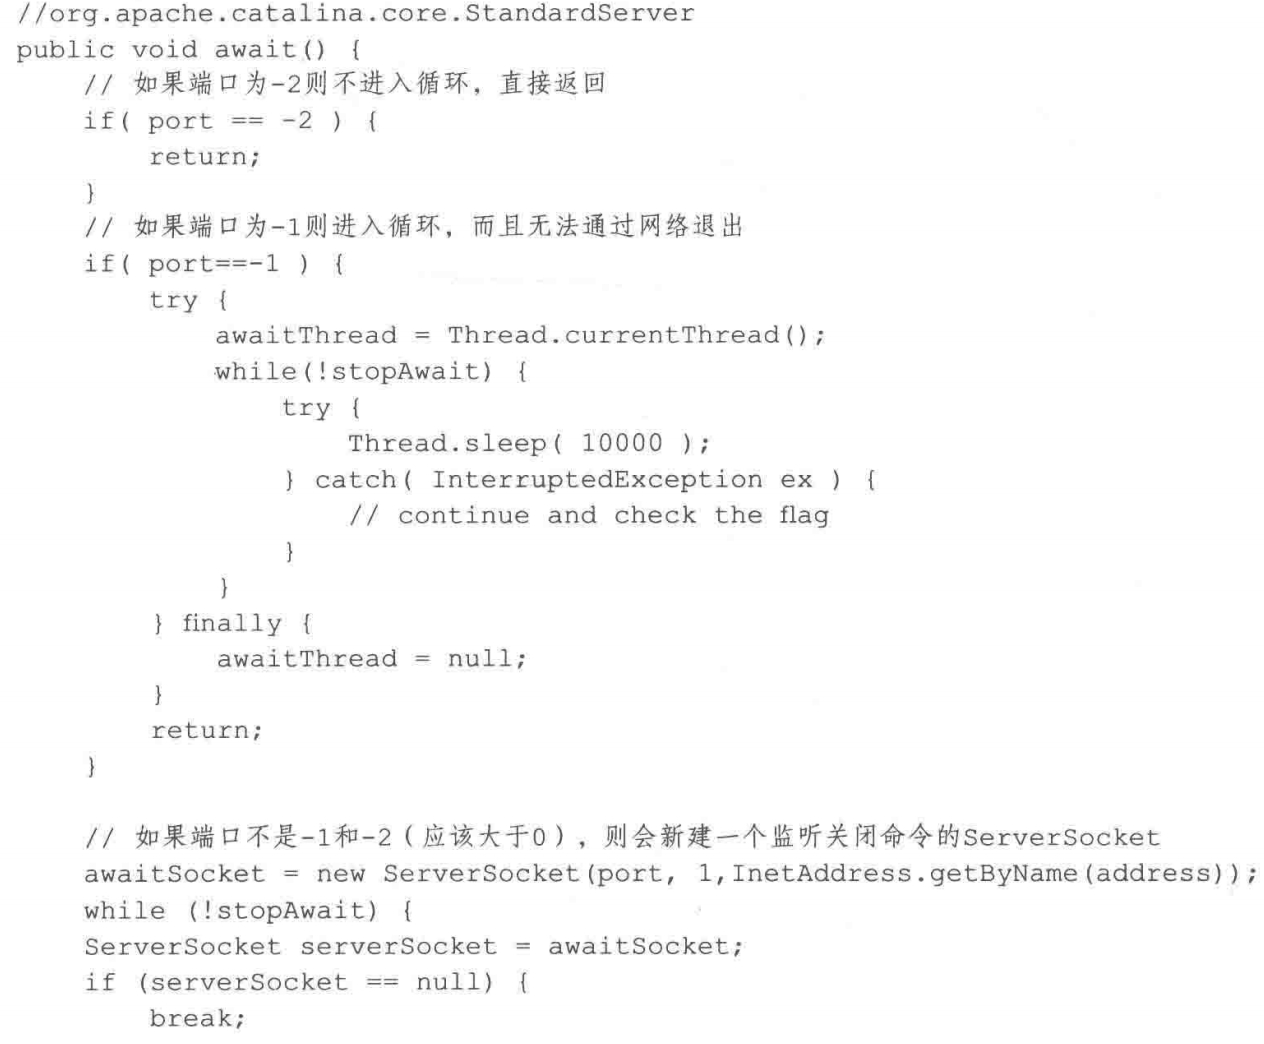 //org.apache.catalina.core.StandardServer
public void await() {
    // 如果端口为-2则不进入循环，直接返回
    if( port == -2 ) {
        return;
    }
    // 如果端口为-1则进入循环，而且无法通过网络退出
    if( port==-1 ) {
        try {
            awaitThread = Thread.currentThread();
            while(!stopAwait) {
                try {
                    Thread.sleep( 10000 );
                } catch( InterruptedException ex ) {
                    // continue and check the flag
                }
            }
        } finally {
            awaitThread = null;
        }
        return;
    }

    // 如果端口不是-1和-2（应该大于0），则会新建一个监听关闭命令的ServerSocket
    awaitSocket = new ServerSocket(port, 1,InetAddress.getByName(address));
    while (!stopAwait) {
    ServerSocket serverSocket = awaitSocket;
    if (serverSocket == null) {
        break;